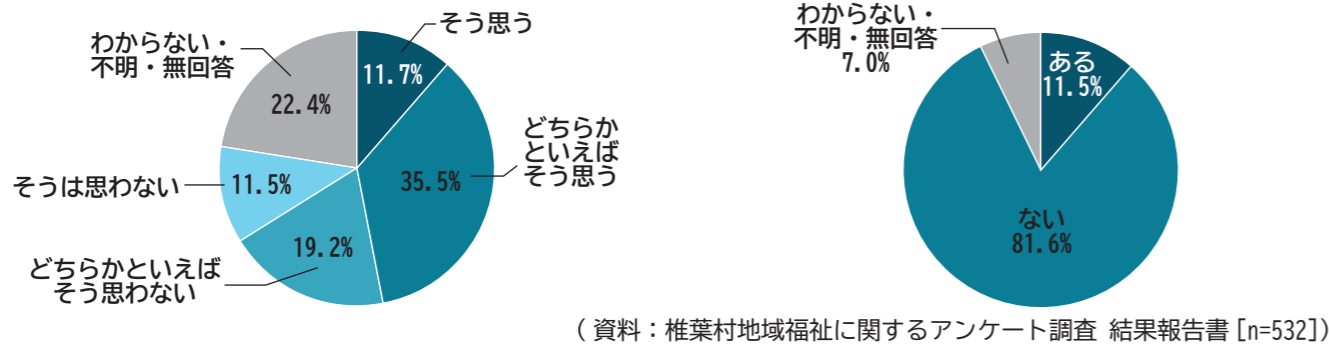 そう思う
11.7%
どちらか
といえば
そう思う
35.5%
どちらかといえば
そう思わない
19.2%
そうは思わない
11.5%
わからない・
不明・無回答
22.4%
わからない・
不明・無回答
7.0%
ある
11.5%
ない
81.6%
(資料:椎葉村地域福祉に関するアンケート調査 結果報告書[n=532])